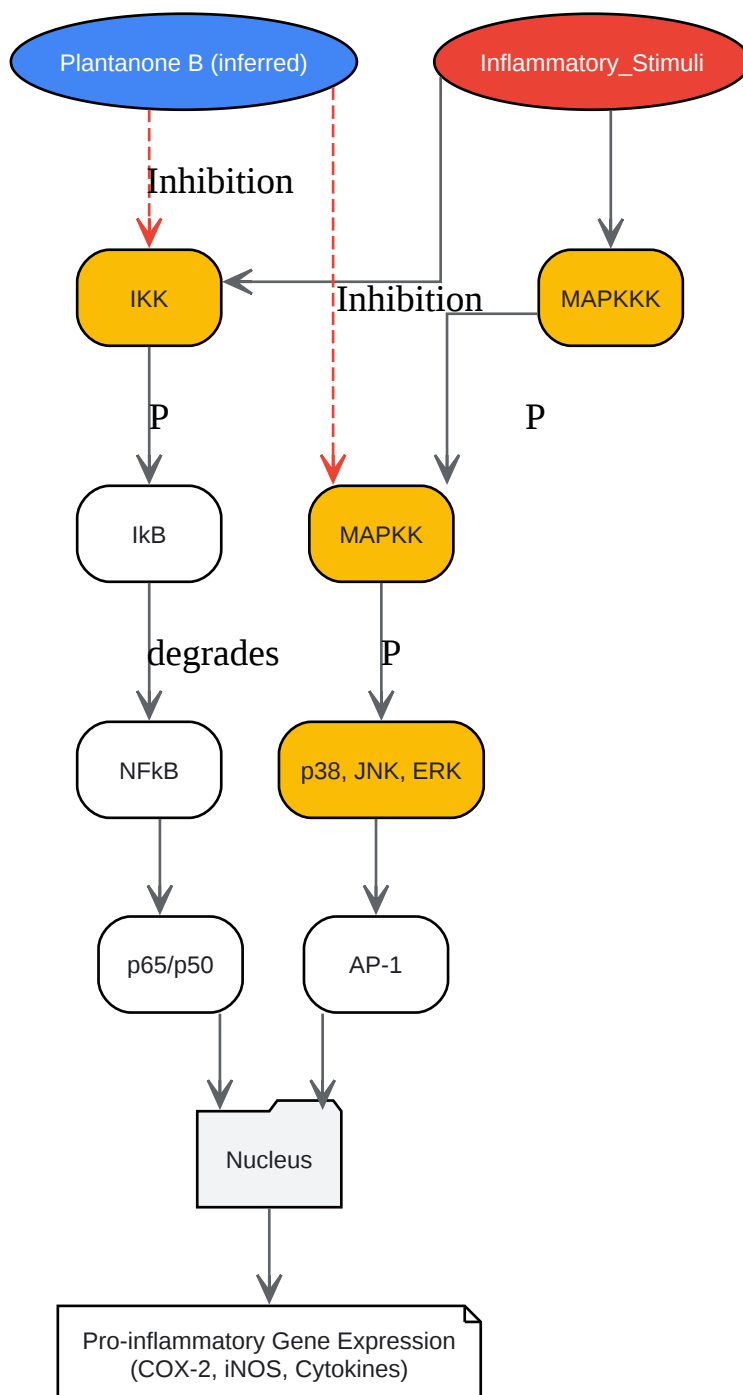 Plantanone B (inferred)
Inflammatory_Stimuli
Inhibition
IKK
Inhibition
MAPKKK
P
P
IkB
MAPKK
degrades
P
NFkB
p38, JNK, ERK
p65/p50
AP-1
Nucleus
Pro-inflammatory Gene Expression
(COX-2, iNOS, Cytokines)